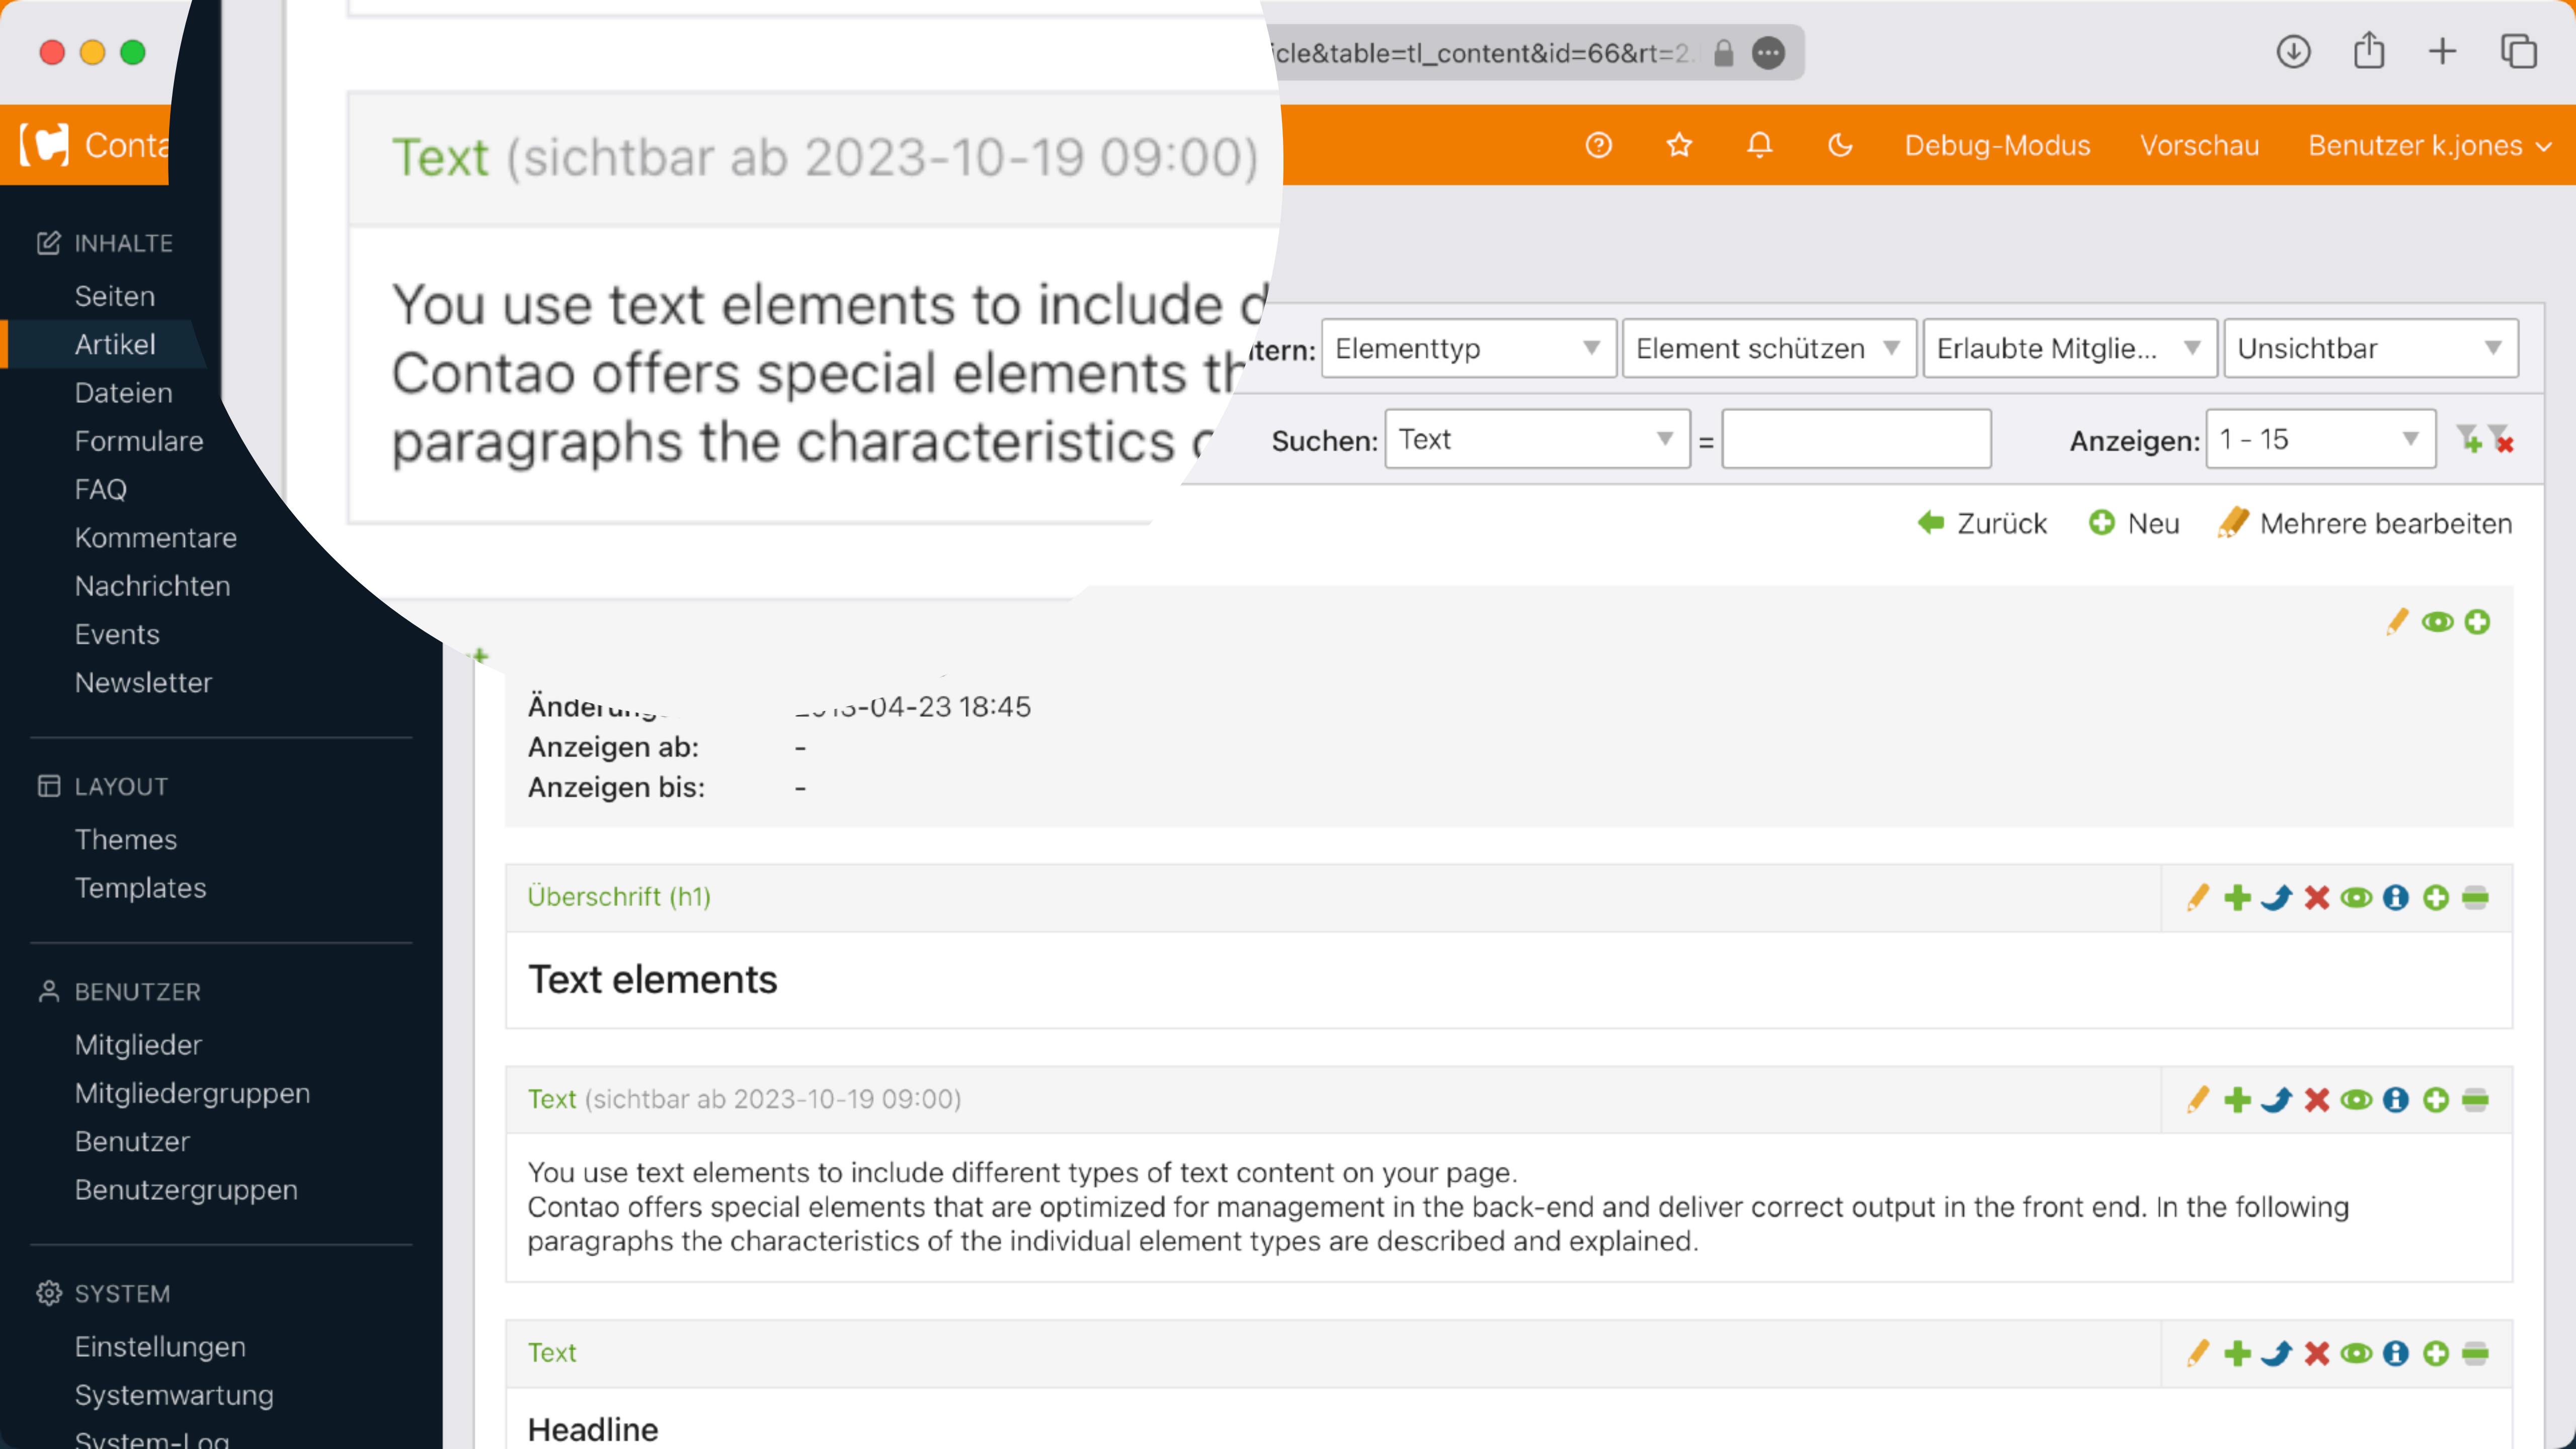 icle&table=tl_content&id=66&rt=2.
Debug-Modus
Vorschau
Benutzer k.jones
INHALTE
Seiten
Artikel
Dateien
Formulare
FAQ
Kommentare
Nachrichten
Events
Newsletter
LAYOUT
Themes
Templates
BENUTZER
Mitglieder
Mitgliedergruppen
Benutzer
Benutzergruppen
SYSTEM
Einstellungen
Systemwartung
System-Log
Text (sichtbar ab 2023-10-19 09:00)
You use text elements to include
Contao offers special elements
paragraphs the characteristics
Elementtyp
Element schützen
Erlaubte Mitglie...
Unsichtbar
Suchen: Text =
Anzeigen: 1 - 15
Zurück
Neu
Mehrere bearbeiten
-04-23 18:45
Anzeigen ab: -
Anzeigen bis: -
Überschrift (h1)
Text elements
Text (sichtbar ab 2023-10-19 09:00)
You use text elements to include different types of text content on your page.
Contao offers special elements that are optimized for management in the back-end and deliver correct output in the front end. In the following
paragraphs the characteristics of the individual element types are described and explained.
Text
Headline